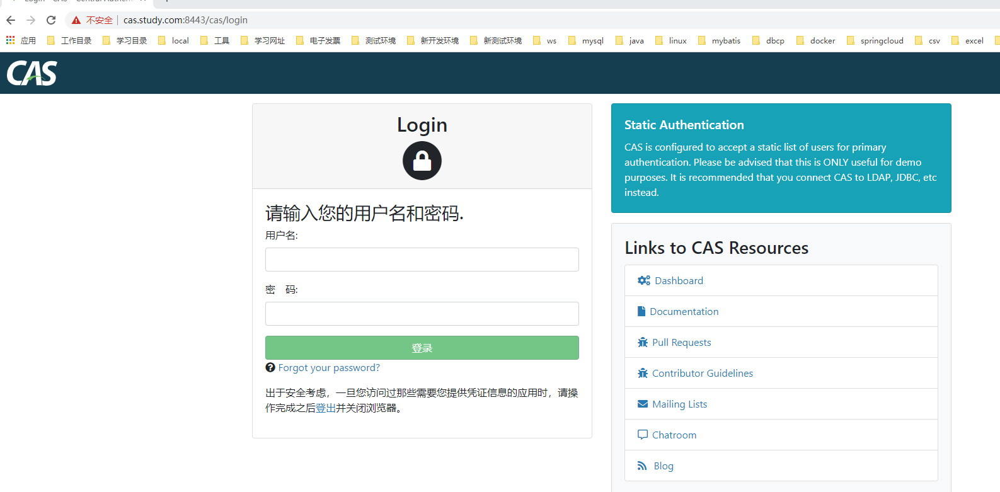 Login - CAS – Central Authenti
不安全 cas.study.com:8443/cas/login
应用 工作目录 学习目录 local 工具 学习网址 电子发票 测试环境 新开发环境 新测试环境 ws mysql java linux mybatis dbcp docker springcloud csv excel
CAS
Login
请输入您的用户名和密码.
用户名:
密 码:
登录
Forgot your password?
出于安全考虑，一旦您访问过那些需要您提供凭证信息的应用时，请操
作完成之后登出并关闭浏览器。
Static Authentication
CAS is configured to accept a static list of users for primary
authentication. Please be advised that this is ONLY useful for demo
purposes. It is recommended that you connect CAS to LDAP, JDBC, etc
instead.
Links to CAS Resources
Dashboard
Documentation
Pull Requests
Contributor Guidelines
Mailing Lists
Chatroom
Blog